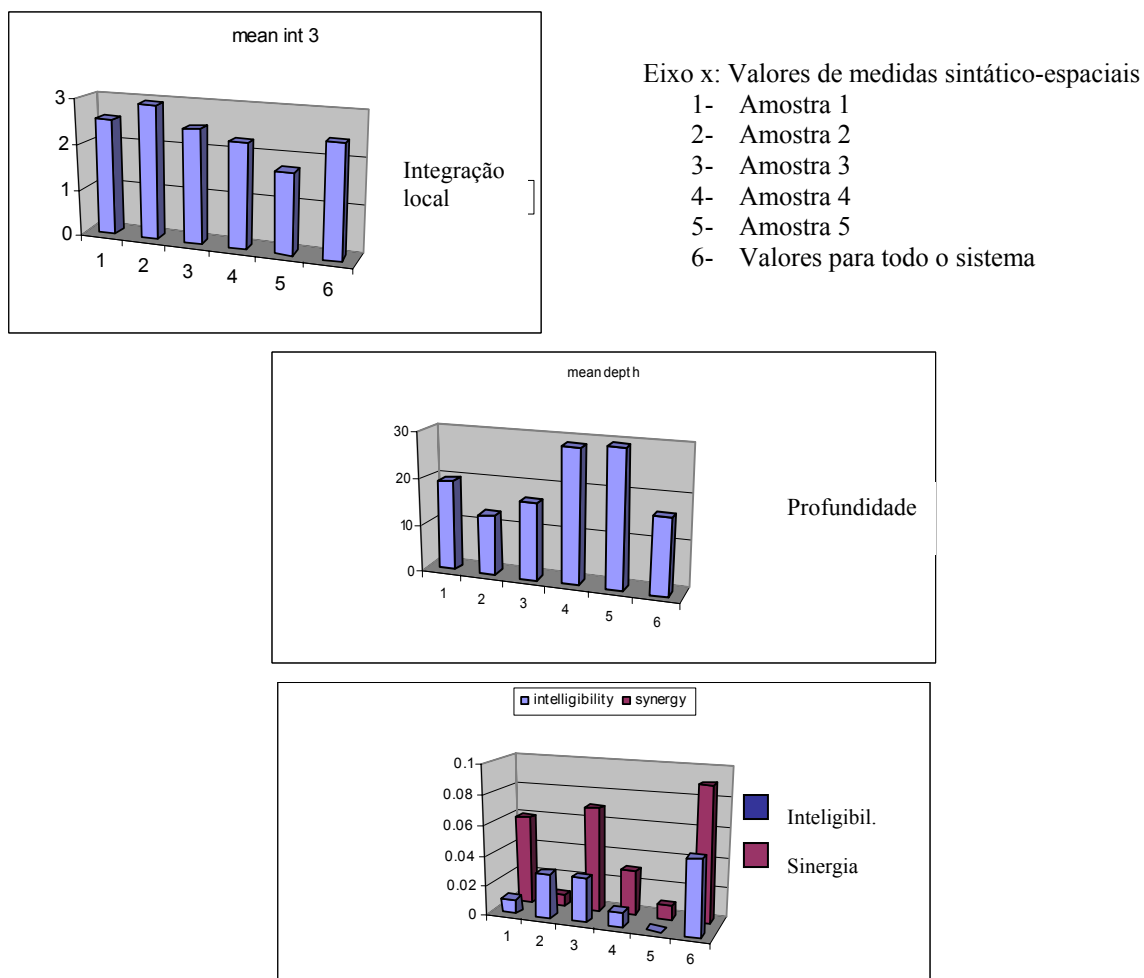 mean int 3
3
2
1
0
1 2 3 4 5 6
Integração
local
Eixo x: Valores de medidas sintático-espaciais
1- Amostra 1
2- Amostra 2
3- Amostra 3
4- Amostra 4
5- Amostra 5
6- Valores para todo o sistema
mean depth
30
20
10
0
1 2 3 4 5 6
Profundidade
intelligibility synergy
0.1
0.08
0.06
0.04
0.02
0
1 2 3 4 5 6
Inteligibil.
Sinergia